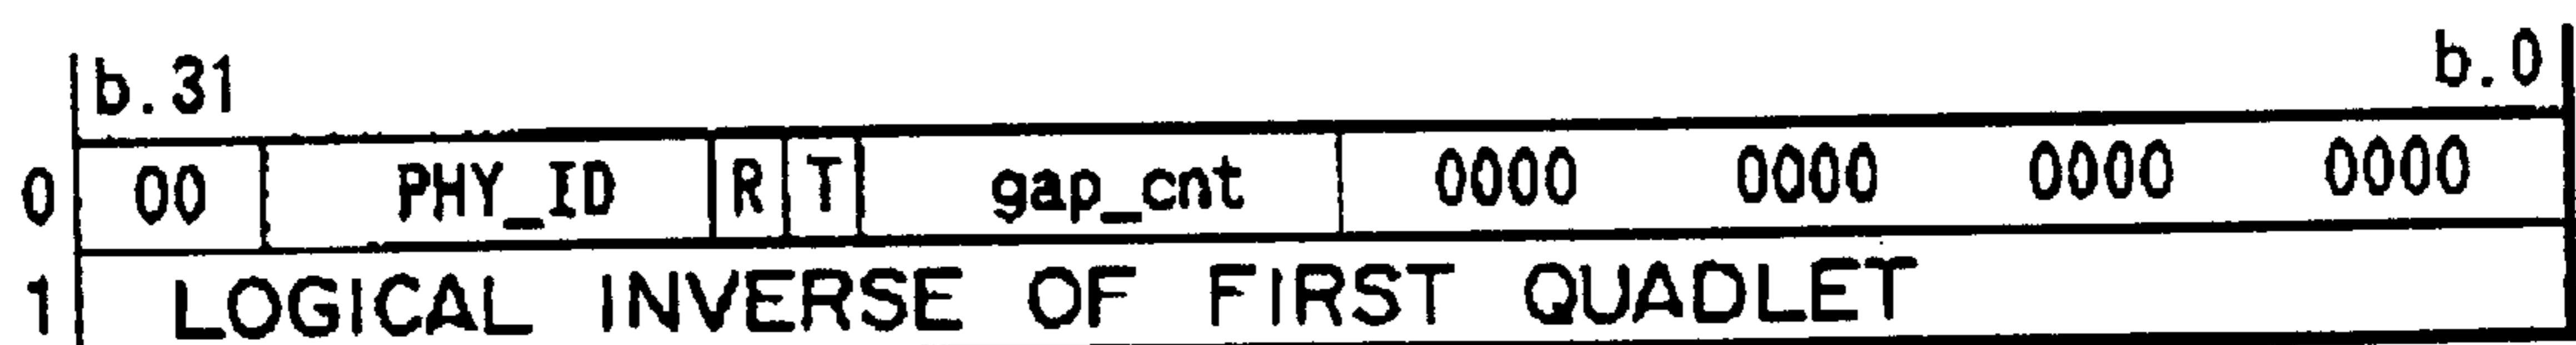 b.31 b.0
0 00 PHY_ID R T gap_cnt 0000 0000 0000 0000
1 LOGICAL INVERSE OF FIRST QUADLET